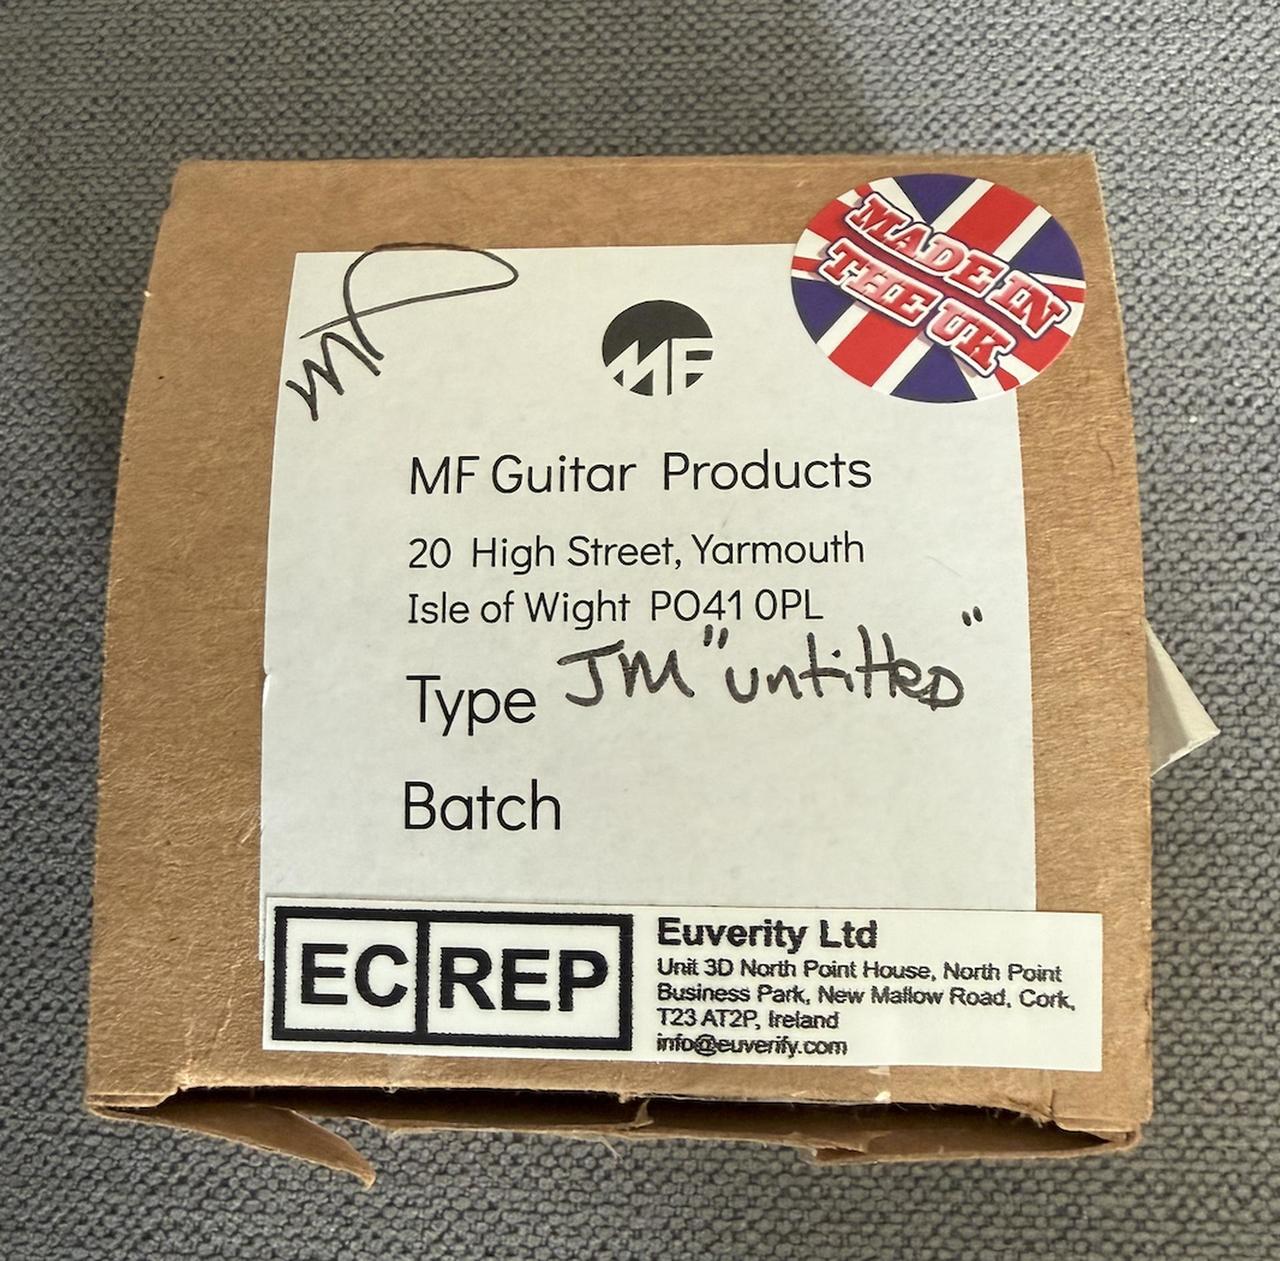 MF
MF
MADE IN
THE UK
MF Guitar Products
20 High Street, Yarmouth
Isle of Wight PO41 0PL
Type JM "untitled"
Batch
EC REP
Euverity Ltd
Unit 3D North Point House, North Point
Business Park, New Mallow Road, Cork,
T23 AT2P, Ireland
info@euverify.com